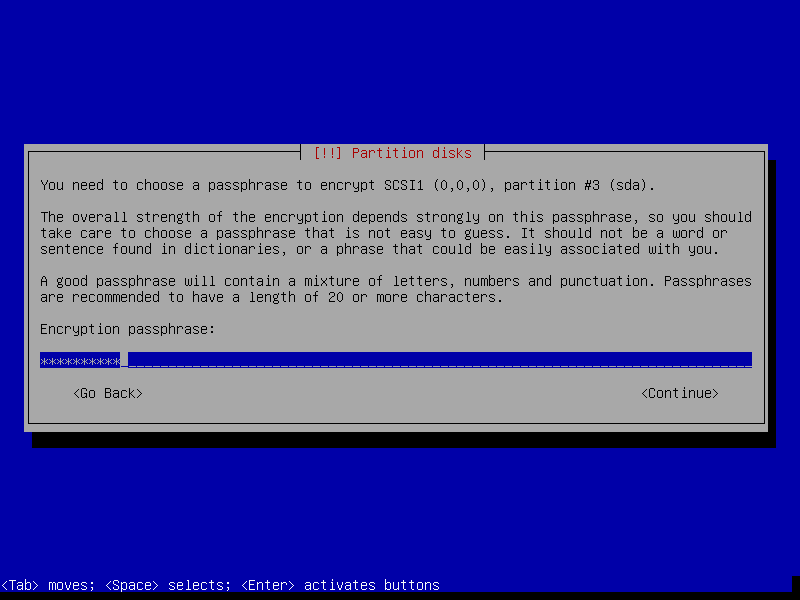 [!!] Partition disks
You need to choose a passphrase to encrypt SCSI1 (0,0,0), partition #3 (sda).
The overall strength of the encryption depends strongly on this passphrase, so you should
take care to choose a passphrase that is not easy to guess. It should not be a word or
sentence found in dictionaries, or a phrase that could be easily associated with you.
A good passphrase will contain a mixture of letters, numbers and punctuation. Passphrases
are recommended to have a length of 20 or more characters.
Encryption passphrase:
**********
<Go Back> <Continue>
<Tab> moves; <Space> selects; <Enter> activates buttons